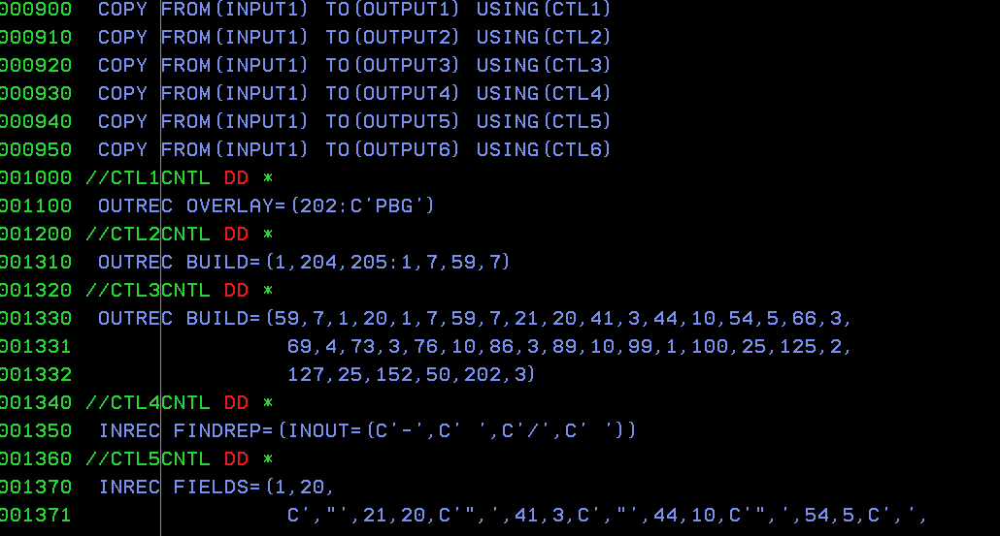 000900  COPY FROM(INPUT1) TO(OUTPUT1) USING(CTL1)
000910  COPY FROM(INPUT1) TO(OUTPUT2) USING(CTL2)
000920  COPY FROM(INPUT1) TO(OUTPUT3) USING(CTL3)
000930  COPY FROM(INPUT1) TO(OUTPUT4) USING(CTL4)
000940  COPY FROM(INPUT1) TO(OUTPUT5) USING(CTL5)
000950  COPY FROM(INPUT1) TO(OUTPUT6) USING(CTL6)
001000 //CTL1CNTL DD *
001100  OUTREC OVERLAY=(202:C'PBG')
001200 //CTL2CNTL DD *
001310  OUTREC BUILD=(1,204,205:1,7,59,7)
001320 //CTL3CNTL DD *
001330  OUTREC BUILD=(59,7,1,20,1,7,59,7,21,20,41,3,44,10,54,5,66,3,
001331                69,4,73,3,76,10,86,3,89,10,99,1,100,25,125,2,
001332                127,25,152,50,202,3)
001340 //CTL4CNTL DD *
001350  INREC FINDREP=(INOUT=(C'-',C' ',C'/',C' '))
001360 //CTL5CNTL DD *
001370  INREC FIELDS=(1,20,
001371                C',"',21,20,C'",',41,3,C',"',44,10,C'",',54,5,C',',